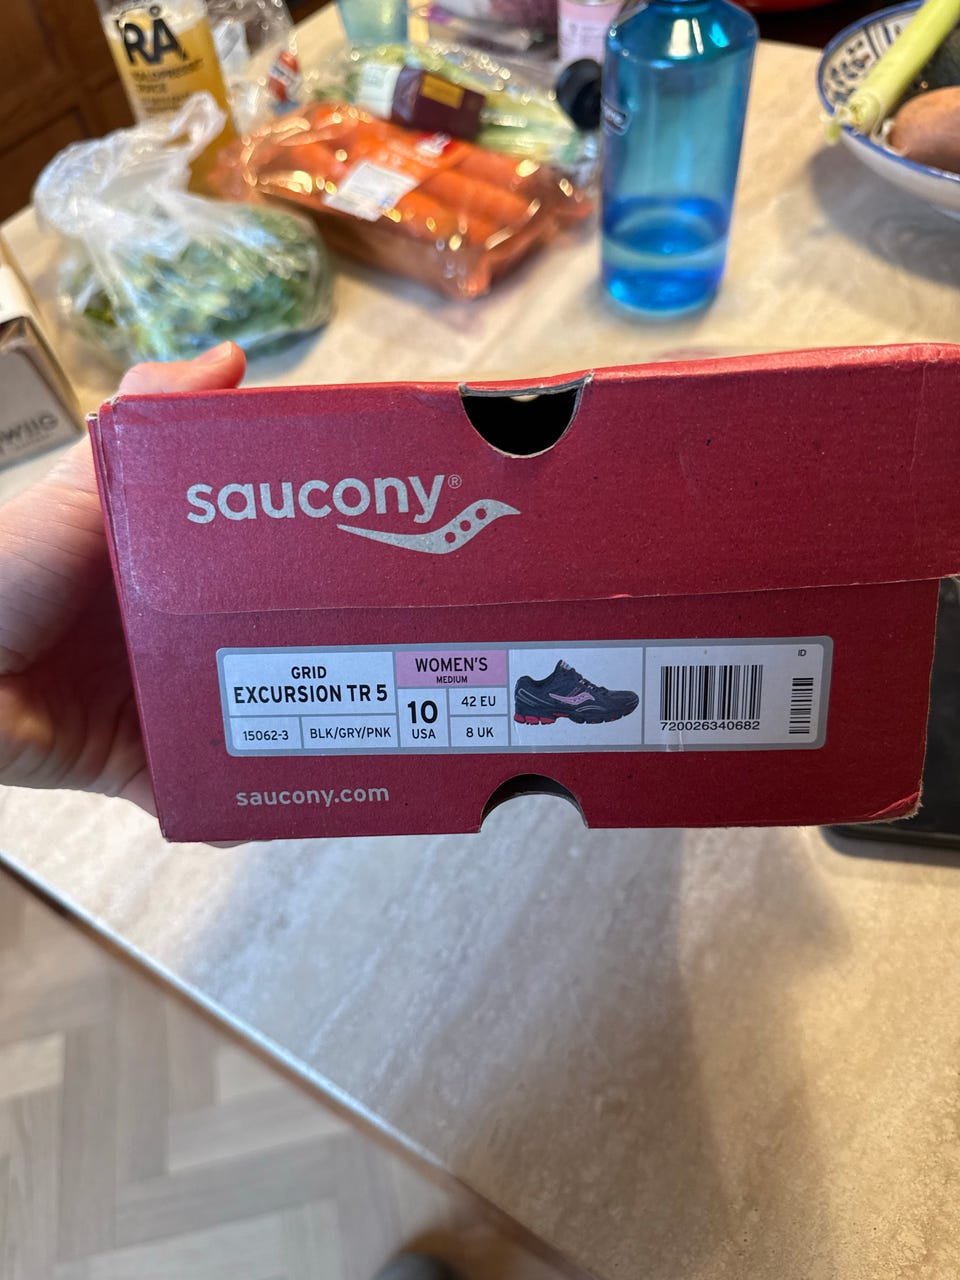 RÅ
saucony®
GRID
EXCURSION TR 5
15062-3
BLK/GRY/PNK
WOMEN'S
MEDIUM
10
USA
42 EU
8 UK
720026340682
ID
saucony.com